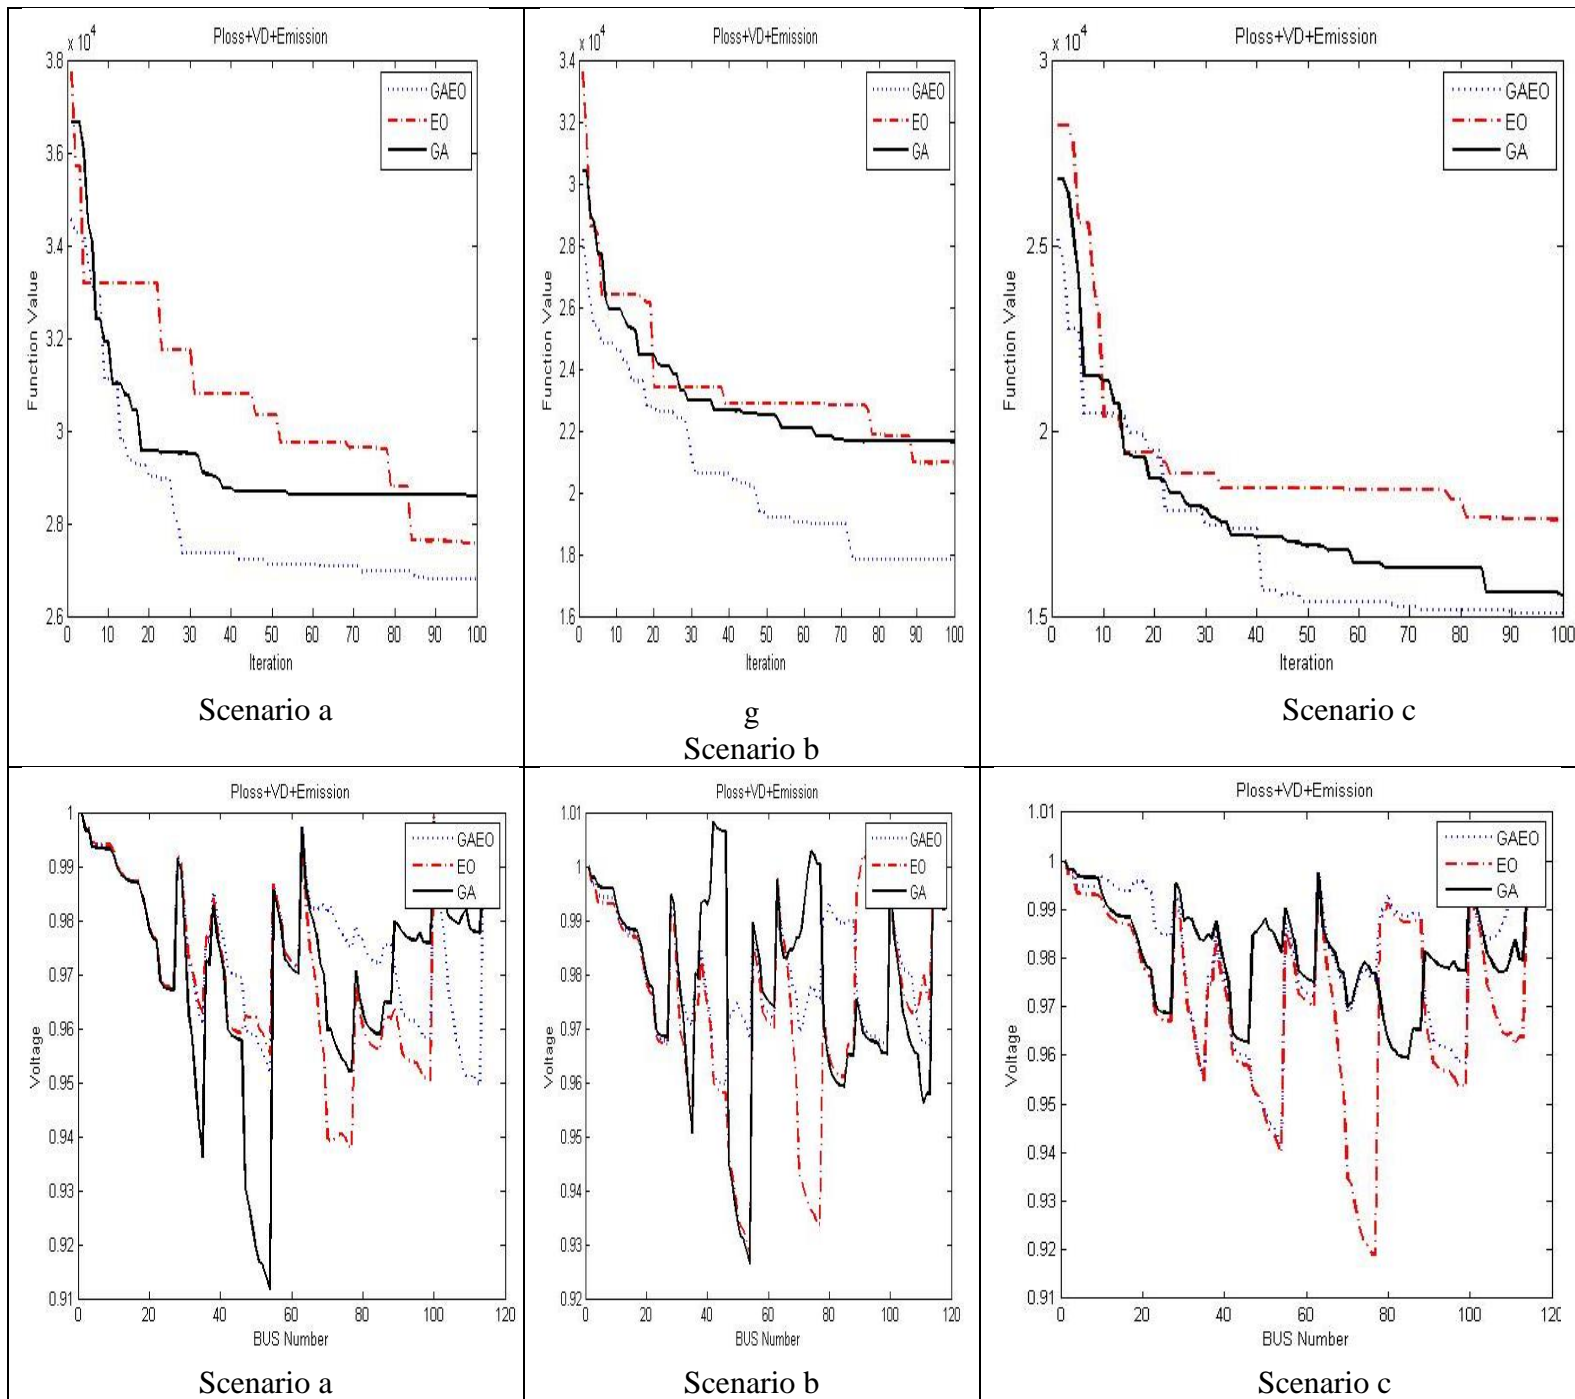 Ploss+VD+Emission
x 10^4
3.8
3.6
3.4
3.2
3
2.8
2.6
Function Value
0 10 20 30 40 50 60 70 80 90 100
Iteration
GAEO
EO
GA
Scenario a
Ploss+VD+Emission
x 10^4
3.4
3.2
3
2.8
2.6
2.4
2.2
2
1.8
1.6
Function Value
0 10 20 30 40 50 60 70 80 90 100
Iteration
GAEO
EO
GA
g
Scenario b
Ploss+VD+Emission
x 10^4
3
2.5
2
1.5
Function Value
0 10 20 30 40 50 60 70 80 90 100
Iteration
GAEO
EO
GA
Scenario c
Ploss+VD+Emission
1
0.99
0.98
0.97
0.96
0.95
0.94
0.93
0.92
0.91
Voltage
0 20 40 60 80 100 120
BUS Number
GAEO
EO
GA
Scenario a
Ploss+VD+Emission
1.01
1
0.99
0.98
0.97
0.96
0.95
0.94
0.93
0.92
Voltage
0 20 40 60 80 100 120
BUS Number
GAEO
EO
GA
Scenario b
Ploss+VD+Emission
1.01
1
0.99
0.98
0.97
0.96
0.95
0.94
0.93
0.92
0.91
Voltage
0 20 40 60 80 100 120
BUS Number
GAEO
EO
GA
Scenario c